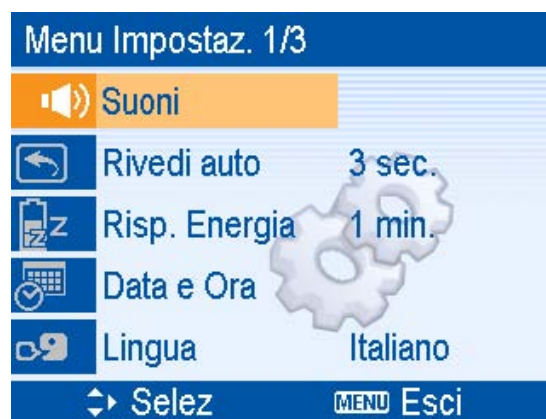 Menu Impostaz. 1/3
Suoni
Rivedi auto 3 sec.
Risp. Energia 1 min.
Data e Ora
Lingua Italiano
Selez MENU Esci